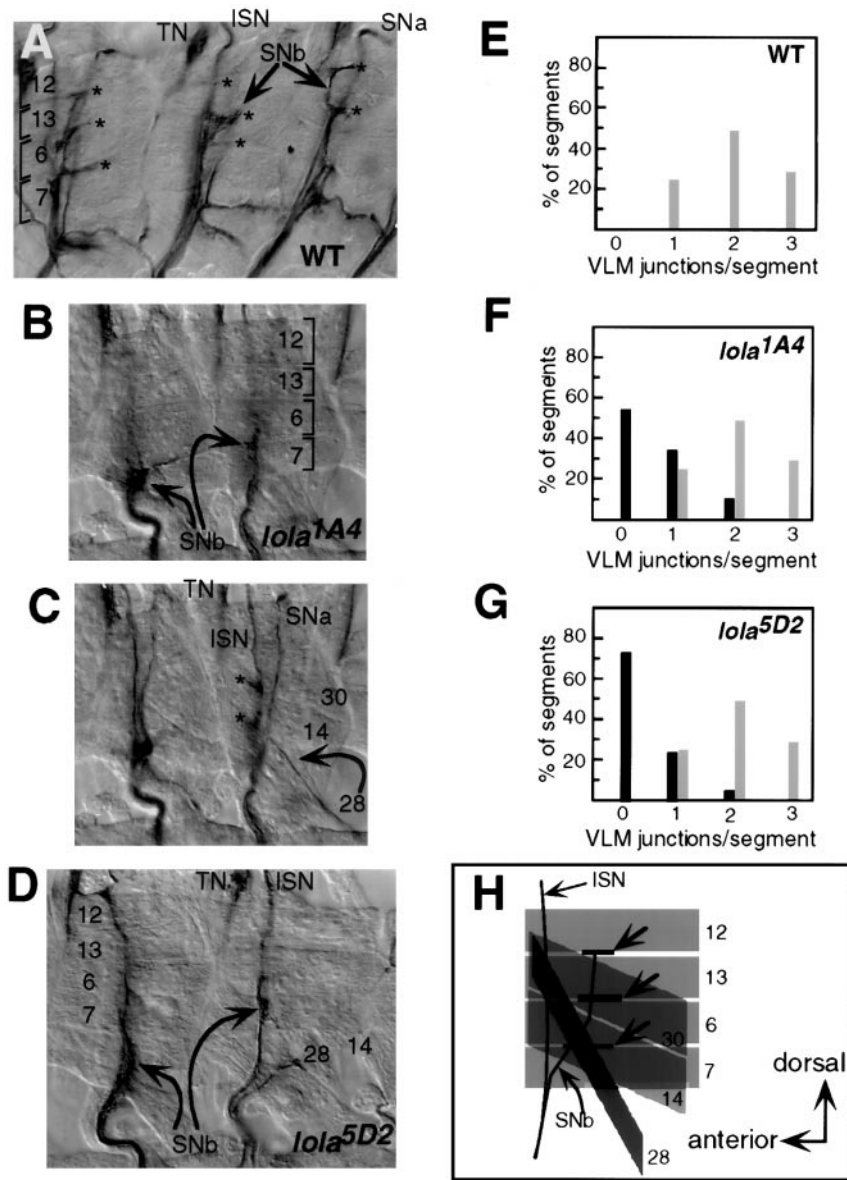 A
TN
ISN
SNa
SNb
12
13
6
7
*
*
*
*
*
*
*
WT
B
12
13
6
7
SNb
lola1A4
C
TN
ISN
SNa
*
*
30
14
28
D
TN
ISN
12
13
6
7
28
14
SNb
lola5D2
E
WT
% of segments
80
60
40
20
0 1 2 3
VLM junctions/segment
F
lola1A4
% of segments
80
60
40
20
0 1 2 3
VLM junctions/segment
G
lola5D2
% of segments
80
60
40
20
0 1 2 3
VLM junctions/segment
H
ISN
12
13
6
30
7
14
SNb
28
dorsal
anterior